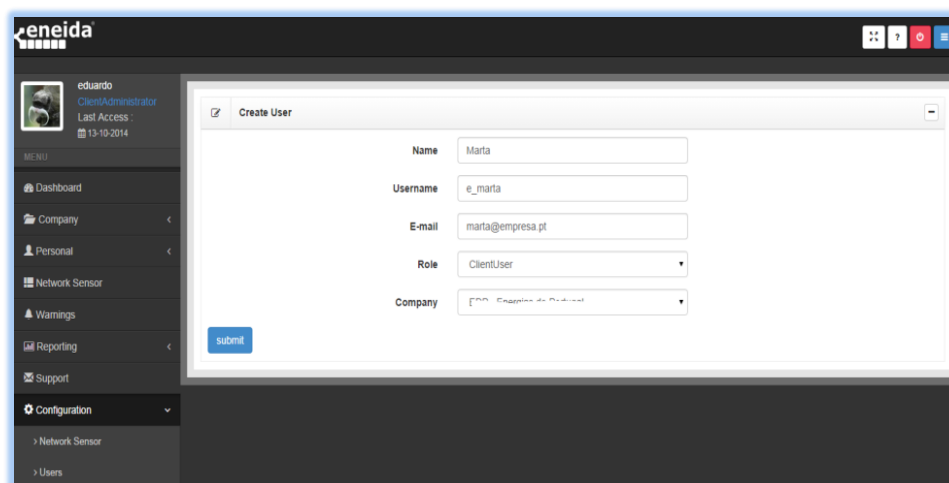 eneida
?
eduardo
ClientAdministrator
Last Access :
13-10-2014
MENU
Dashboard
Company
Personal
Network Sensor
Warnings
Reporting
Support
Configuration
> Network Sensor
> Users
Create User
Name Marta
Username e_marta
E-mail marta@empresa.pt
Role ClientUser
Company
submit